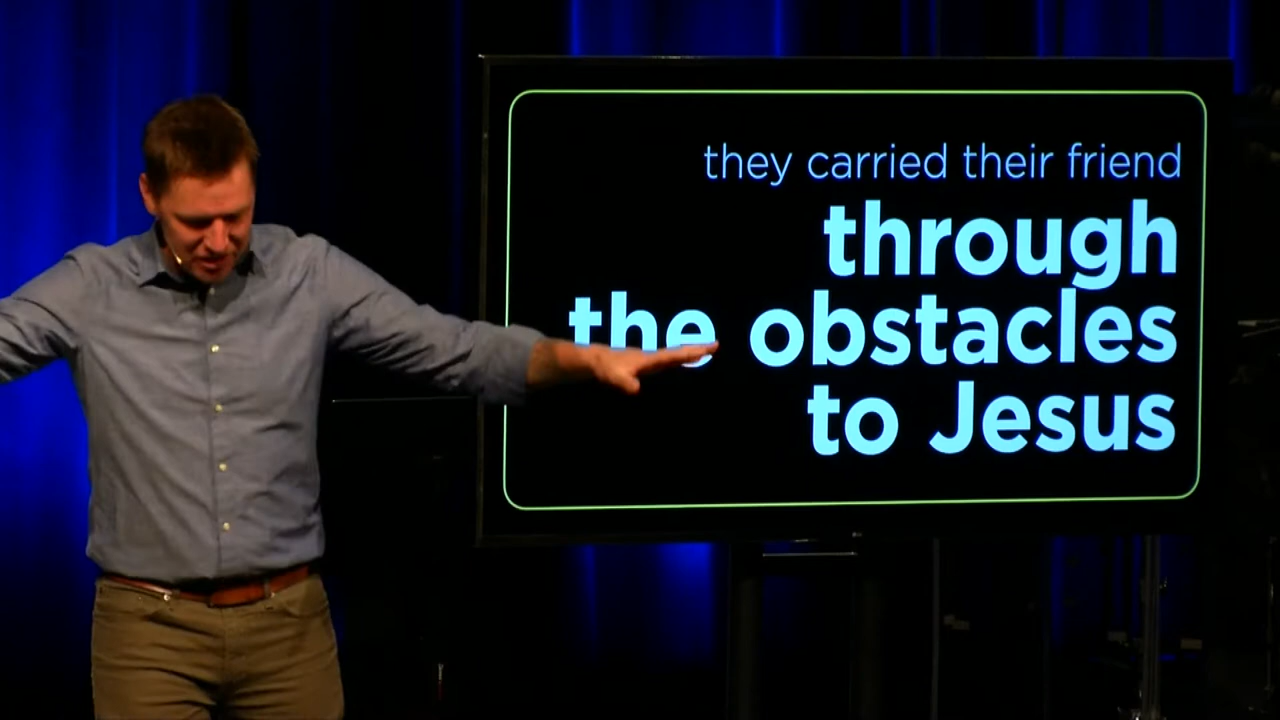 they carried their friend
through
the obstacles
to Jesus